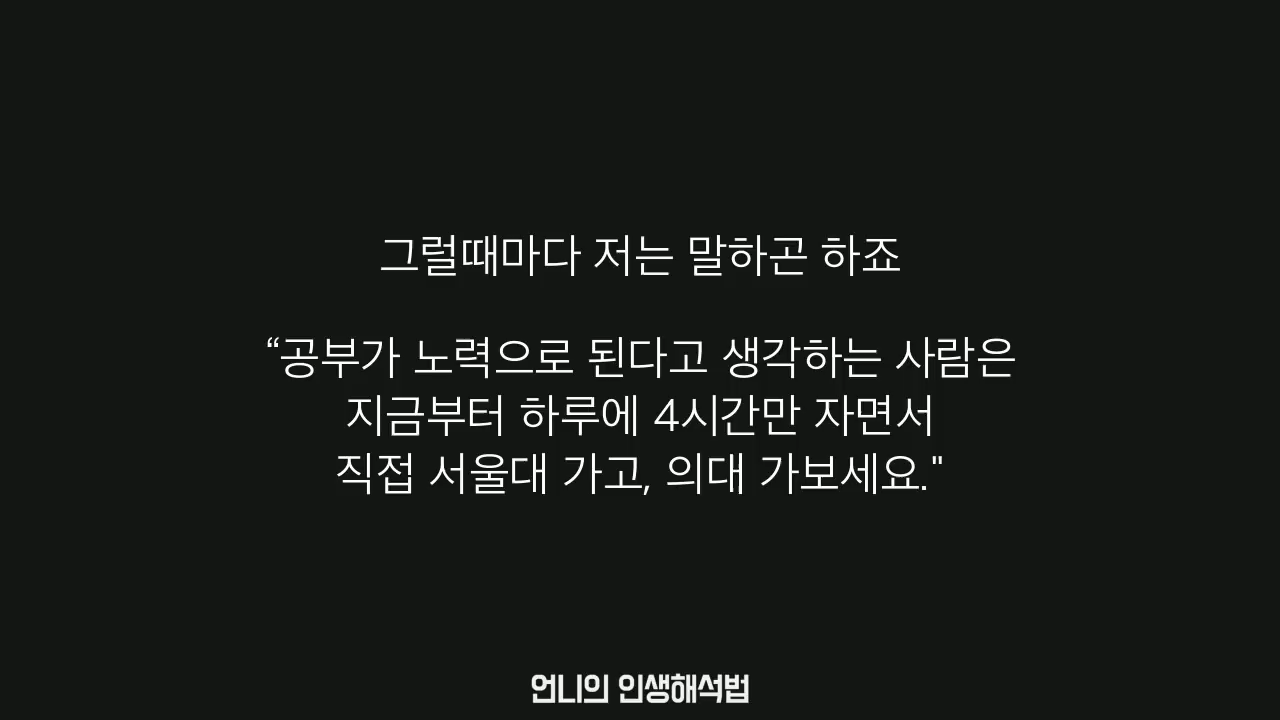 그럴때마다 저는 말하곤 하죠
“공부가 노력으로 된다고 생각하는 사람은
지금부터 하루에 4시간만 자면서
직접 서울대 가고, 의대 가보세요."
언니의 인생해석법